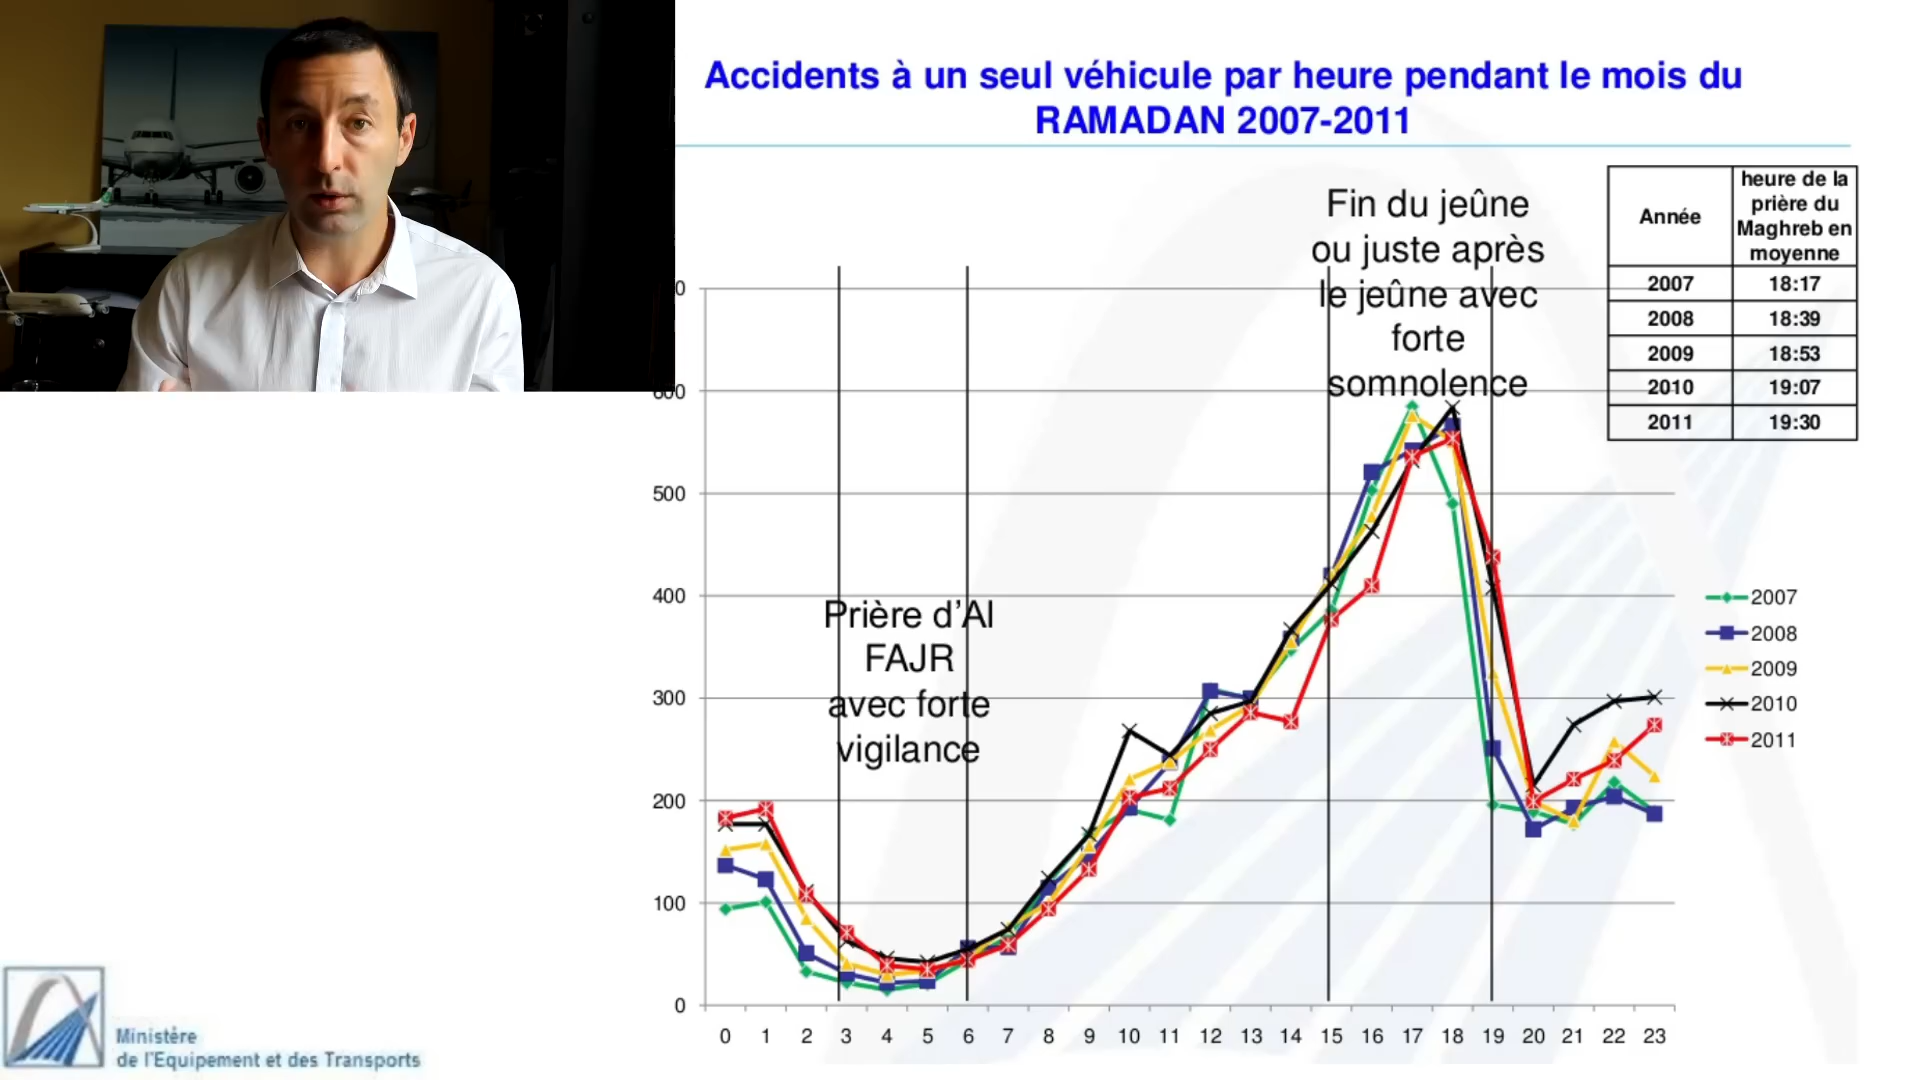 Accidents à un seul véhicule par heure pendant le mois du
RAMADAN 2007-2011
Fin du jeûne
ou juste après
le jeûne avec
forte
somnolence
Année
heure de la
prière du
Maghreb en
moyenne
2007 18:17
2008 18:39
2009 18:53
2010 19:07
2011 19:30
Prière d’Al
FAJR
avec forte
vigilance
0
600
500
400
300
200
100
0
0 1 2 3 4 5 6 7 8 9 10 11 12 13 14 15 16 17 18 19 20 21 22 23
2007
2008
2009
2010
2011
Ministère
de l'Equipement et des Transports